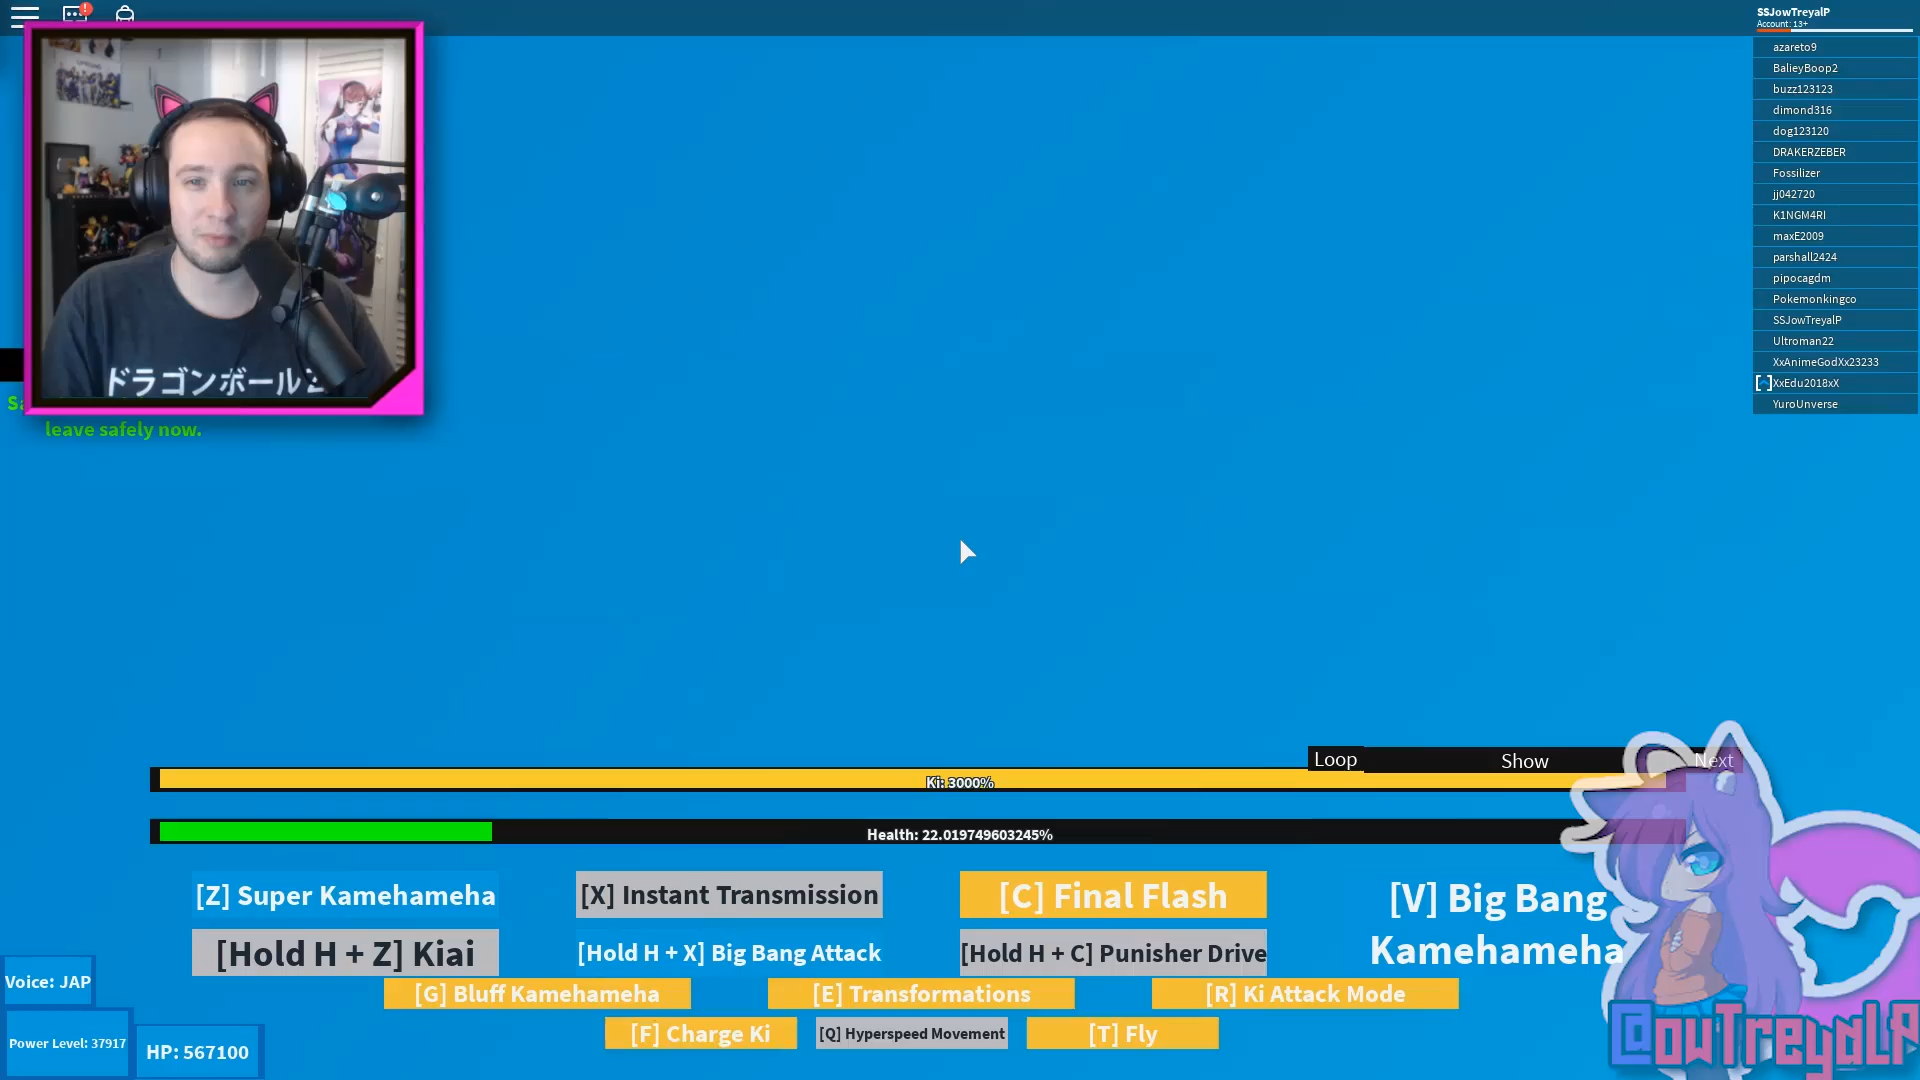 SSJowTreyalP
Account: 13+
azareto9
BalieyBoop2
buzz123123
dimond316
dog123120
DRAKERZEBER
Fossilizer
jj042720
K1NGM4RI
maxE2009
parshall2424
pipocagdm
Pokemonkingco
SSJowTreyalP
Ultroman22
XxAnimeGodXx23233
XxEdu2018xX
YuroUnverse
ドラゴンボールZ
leave safely now.
Loop
Show
Next
Ki: 3000%
Health: 22.019749603245%
[Z] Super Kamehameha
[X] Instant Transmission
[C] Final Flash
[V] Big Bang
Kamehameha
[Hold H + Z] Kiai
[Hold H + X] Big Bang Attack
[Hold H + C] Punisher Drive
[G] Bluff Kamehameha
[E] Transformations
[R] Ki Attack Mode
[F] Charge Ki
[Q] Hyperspeed Movement
[T] Fly
Voice: JAP
Power Level: 37917
HP: 567100
@owTreyalP